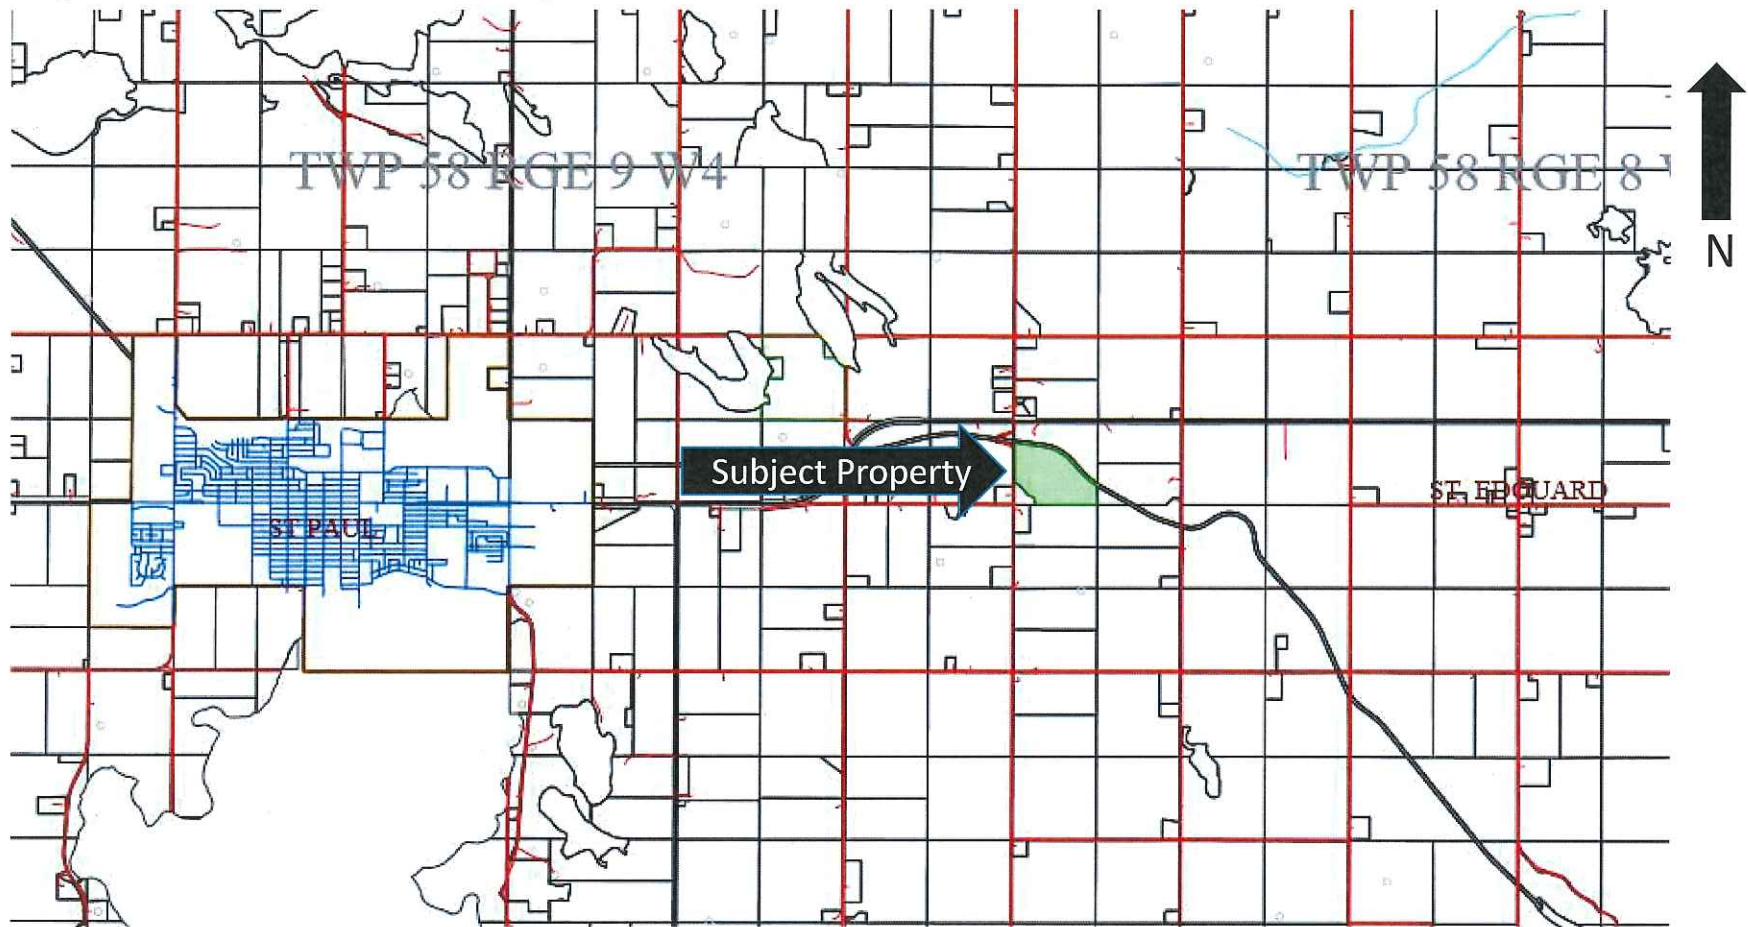 TWP 58 RGE 9 W4
TWP 58 RGE 8
N
Subject Property
ST. EDOUARD
ST PAUL